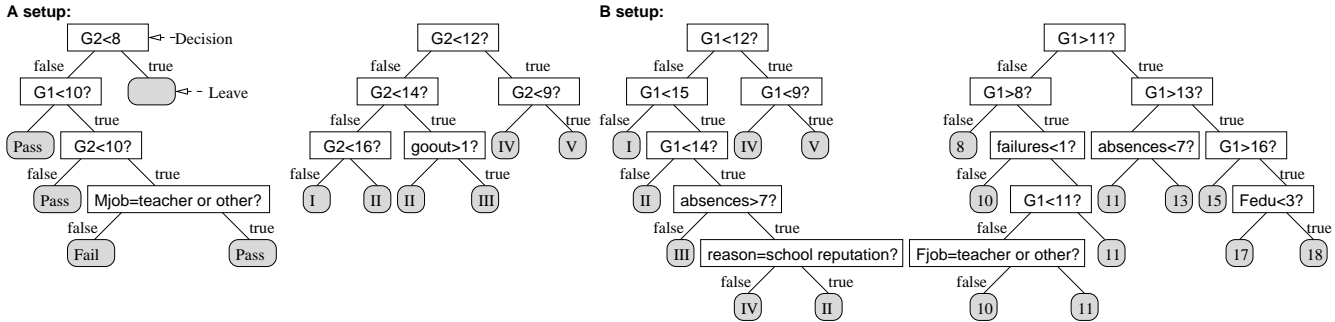 A setup:
B setup:
G2<8
Decision
G2<12?
G1<12?
G1>11?
false
true
false
true
false
true
false
true
G1<10?
Leave
G2<14?
G2<9?
G1<15
G1<9?
G1>8?
G1>13?
true
false
true
false
true
false
true
false
true
Pass
G2<10?
G2<16?
goout>1?
IV
V
I
G1<14?
IV
V
8
failures<1?
absences<7?
G1>16?
false
true
false
true
false
true
false
true
Pass
Mjob=teacher or other?
I
II
II
III
II
absences>7?
10
G1<11?
11
13
15
Fedu<3?
false
true
false
true
false
true
Fail
Pass
III
reason=school reputation?
Fjob=teacher or other?
11
17
18
false
true
false
IV
II
10
11